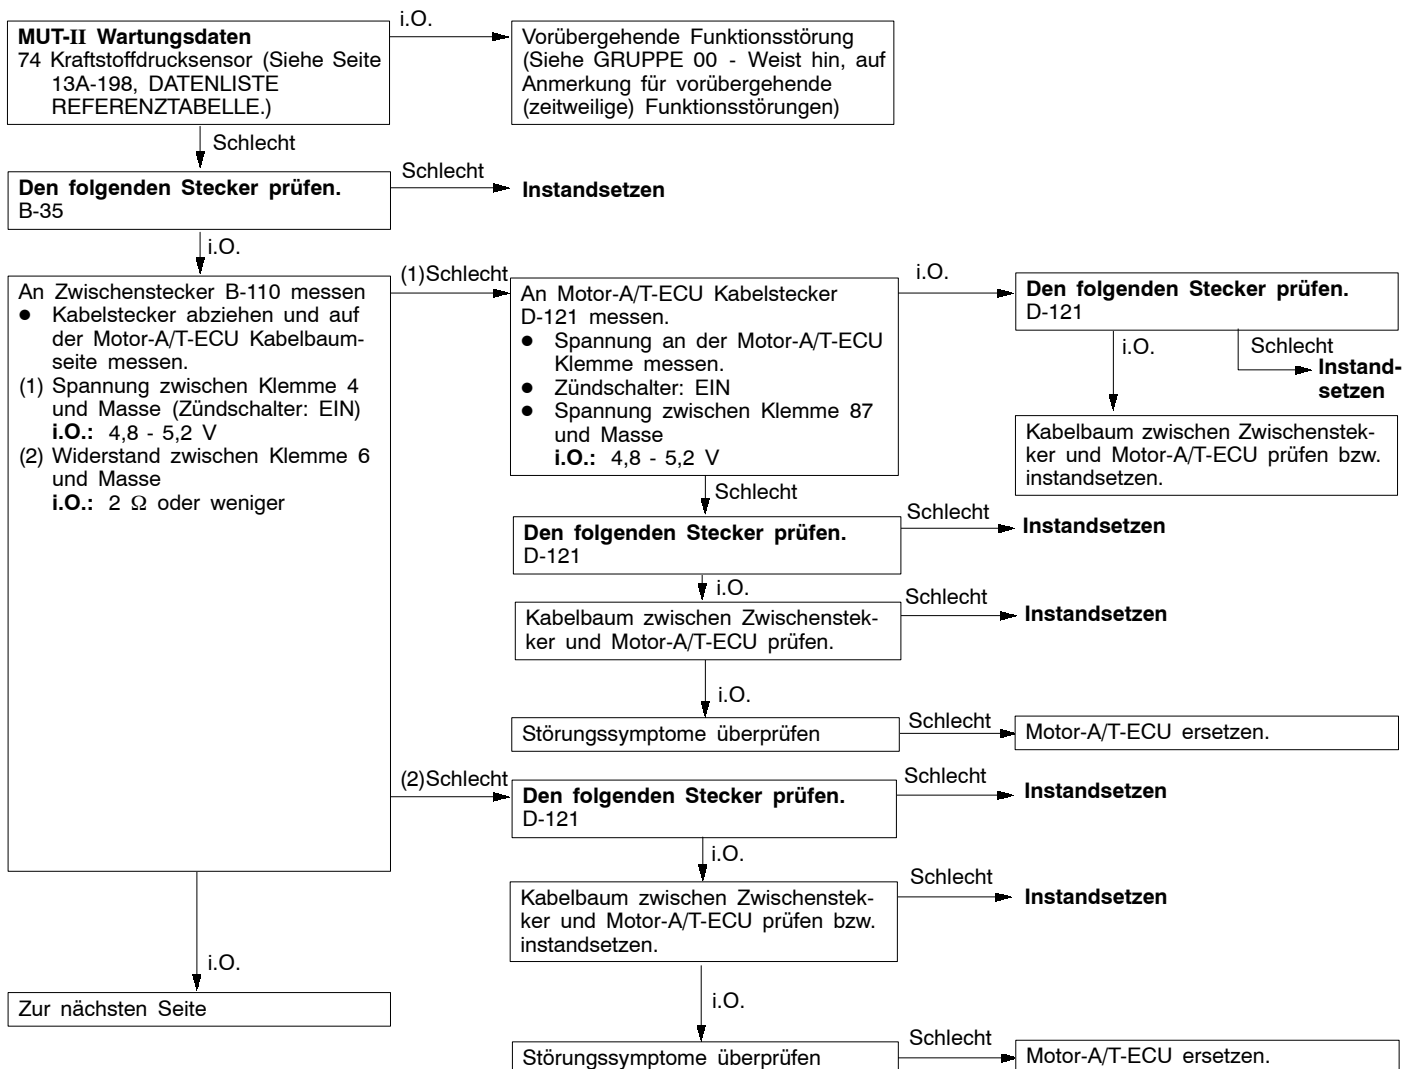 MUT-II Wartungsdaten
74 Kraftstoffdrucksensor (Siehe Seite
13A-198, DATENLISTE
REFERENZTABELLE.)
i.O.
Vorübergehende Funktionsstörung
(Siehe GRUPPE 00 - Weist hin, auf
Anmerkung für vorübergehende
(zeitweilige) Funktionsstörungen)
Schlecht
Den folgenden Stecker prüfen.
B-35
Schlecht
Instandsetzen
i.O.
An Zwischenstecker B-110 messen
● Kabelstecker abziehen und auf
der Motor-A/T-ECU Kabelbaum-
seite messen.
(1) Spannung zwischen Klemme 4
und Masse (Zündschalter: EIN)
i.O.: 4,8 - 5,2 V
(2) Widerstand zwischen Klemme 6
und Masse
i.O.: 2 Ω oder weniger
(1)Schlecht
An Motor-A/T-ECU Kabelstecker
D-121 messen.
● Spannung an der Motor-A/T-ECU
Klemme messen.
● Zündschalter: EIN
● Spannung zwischen Klemme 87
und Masse
i.O.: 4,8 - 5,2 V
i.O.
Den folgenden Stecker prüfen.
D-121
i.O.
Schlecht
Instand-
setzen
Kabelbaum zwischen Zwischenstek-
ker und Motor-A/T-ECU prüfen bzw.
instandsetzen.
Schlecht
Den folgenden Stecker prüfen.
D-121
Schlecht
Instandsetzen
i.O.
Kabelbaum zwischen Zwischenstek-
ker und Motor-A/T-ECU prüfen.
Schlecht
Instandsetzen
i.O.
Störungssymptome überprüfen
Schlecht
Motor-A/T-ECU ersetzen.
(2)Schlecht
Den folgenden Stecker prüfen.
D-121
Schlecht
Instandsetzen
i.O.
Kabelbaum zwischen Zwischenstek-
ker und Motor-A/T-ECU prüfen bzw.
instandsetzen.
Schlecht
Instandsetzen
i.O.
Störungssymptome überprüfen
Schlecht
Motor-A/T-ECU ersetzen.
i.O.
Zur nächsten Seite